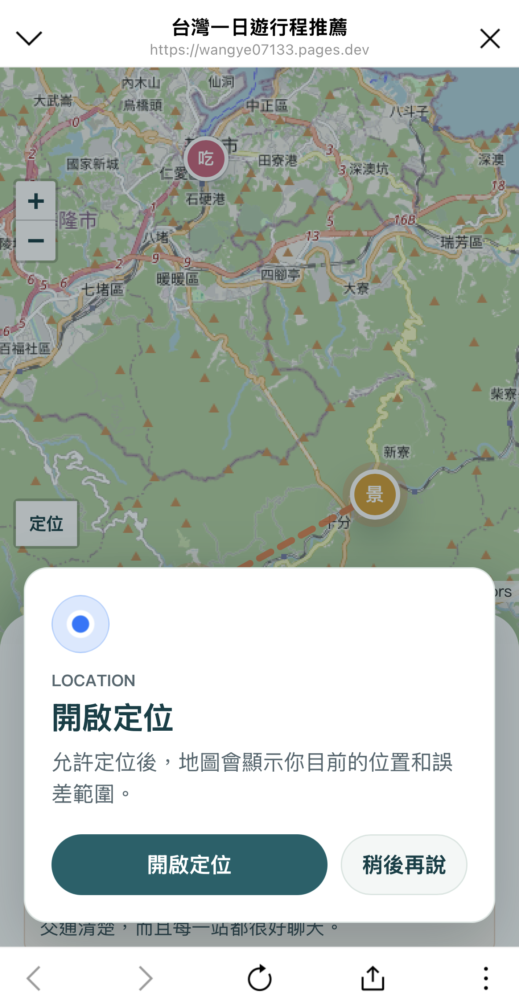 台灣一日遊行程推薦
https://wangye07133.pages.dev
內木山
仙洞
大武崙
鳥橋頭
中正區
八斗子
0
市
2
3
吃
國家新城
田寮港
深澳
仁愛
3
深澳坑
18
石硬港
+
1
隆市
5
16B
八堵
13
瑞芳區
−
9
9
2
四腳亭
6
5
6
暖暖區
七堵區
大寮
5
6
百福社區
柴寮
新寮
景
定位
十分
ors
LOCATION
開啟定位
允許定位後，地圖會顯示你目前的位置和誤
差範圍。
開啟定位
稍後再說
交通清楚，而且每一站都很好聊天。